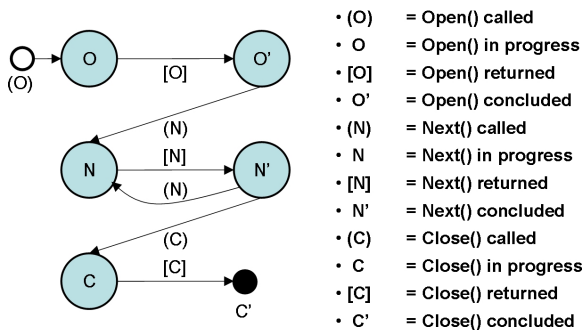 (O)
O
[O]
O'
(N)
N
[N]
N'
(N)
(C)
C
[C]
C'
• (O) = Open() called
• O = Open() in progress
• [O] = Open() returned
• O' = Open() concluded
• (N) = Next() called
• N = Next() in progress
• [N] = Next() returned
• N' = Next() concluded
• (C) = Close() called
• C = Close() in progress
• [C] = Close() returned
• C' = Close() concluded